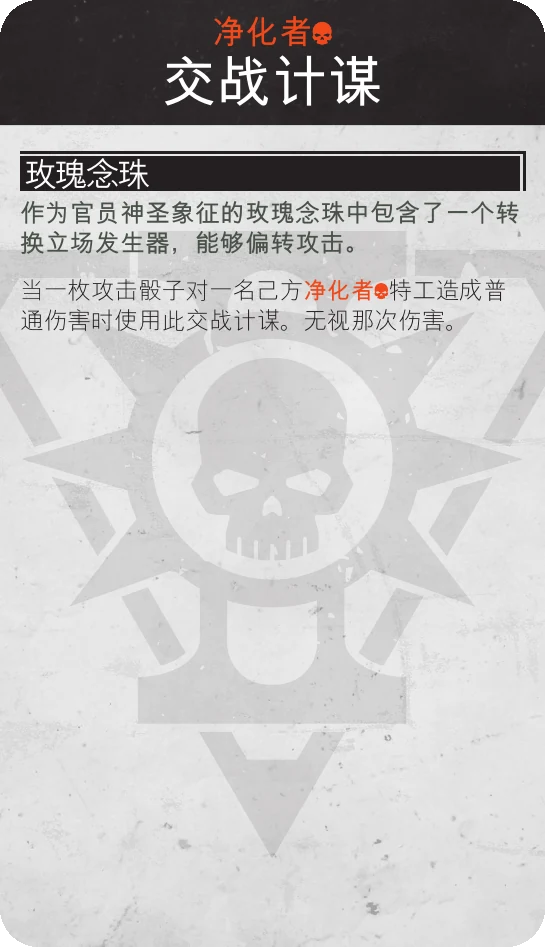 净化者
交战计谋
玫瑰念珠
作为官员神圣象征的玫瑰念珠中包含了一个转
换立场发生器，能够偏转攻击。
当一枚攻击骰子对一名己方净化者特工造成普
通伤害时使用此交战计谋。无视那次伤害。